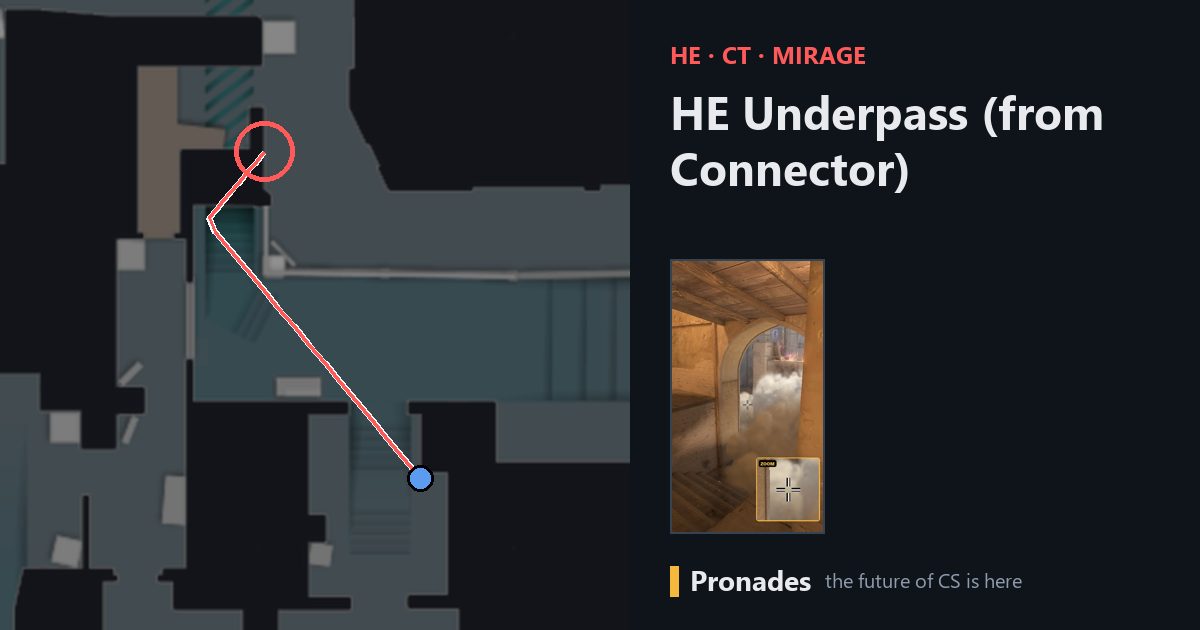 HE · CT · MIRAGE
HE Underpass (from
Connector)
ZOOM
Pronades the future of CS is here